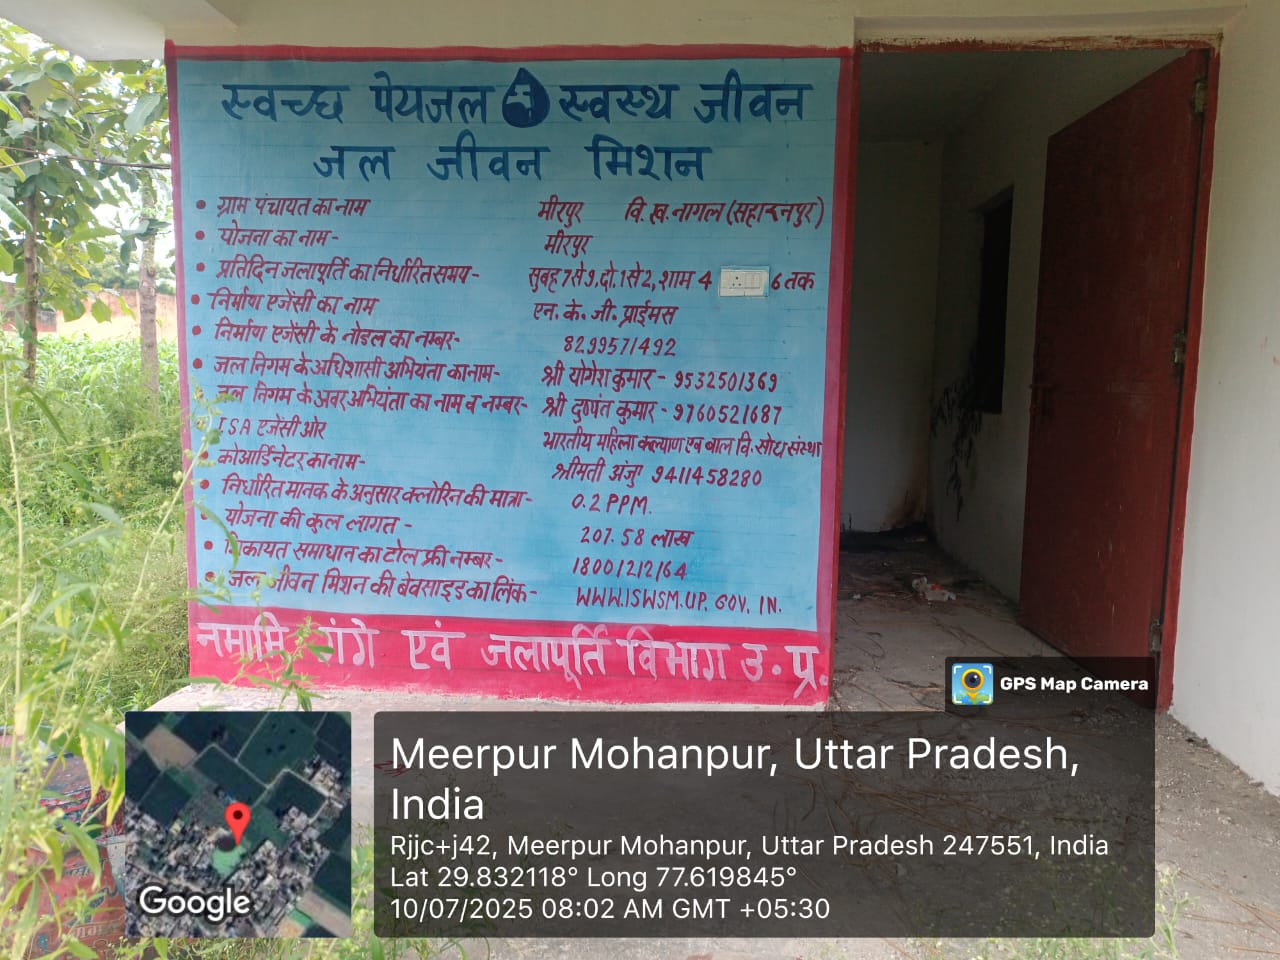 स्वच्छ पेयजल स्वस्थ जीवन
जल जीवन मिशन
• ग्राम पंचायत का नाम मीरपुर वि. ख. नागल (सहारनपुर)
• योजना का नाम - मीरपुर
• प्रतिदिन जलापूर्ति का निर्धारित समय - सुबह 7 से 9, दो. 1 से 2, शाम 4 6 तक
• निर्माण एजेंसी का नाम एन. के. जी. प्राईमस
• निर्माण एजेंसी के नोडल का नम्बर- 8299571492
• जल निगम के अधिशासी अभियंता का नाम- श्री योगेश कुमार - 9532501369
जल निगम के अवर अभियंता का नाम व नम्बर- श्री दुष्यंत कुमार - 9760521687
• ISA एजेंसी और भारतीय महिला कल्याण एव बाल वि. सोध संस्था
• कोआर्डिनेटर का नाम- श्रीमती अंजु 9411458280
• निर्धारित मानक के अनुसार क्लोरिन की मात्रा - 0.2 PPM.
• योजना की कुल लागत - 207.58 लाख
• शिकायत समाधान का टोल फ्री नम्बर- 18001212164
• जल जीवन मिशन की बेवसाइड का लिंक- WWW.ISWSM.UP. GOV. IN.
नमामि गंगे एवं जलापूर्ति विभाग उ. प्र.
GPS Map Camera
Meerpur Mohanpur, Uttar Pradesh,
India
Rjjc+j42, Meerpur Mohanpur, Uttar Pradesh 247551, India
Lat 29.832118° Long 77.619845°
10/07/2025 08:02 AM GMT +05:30
Google